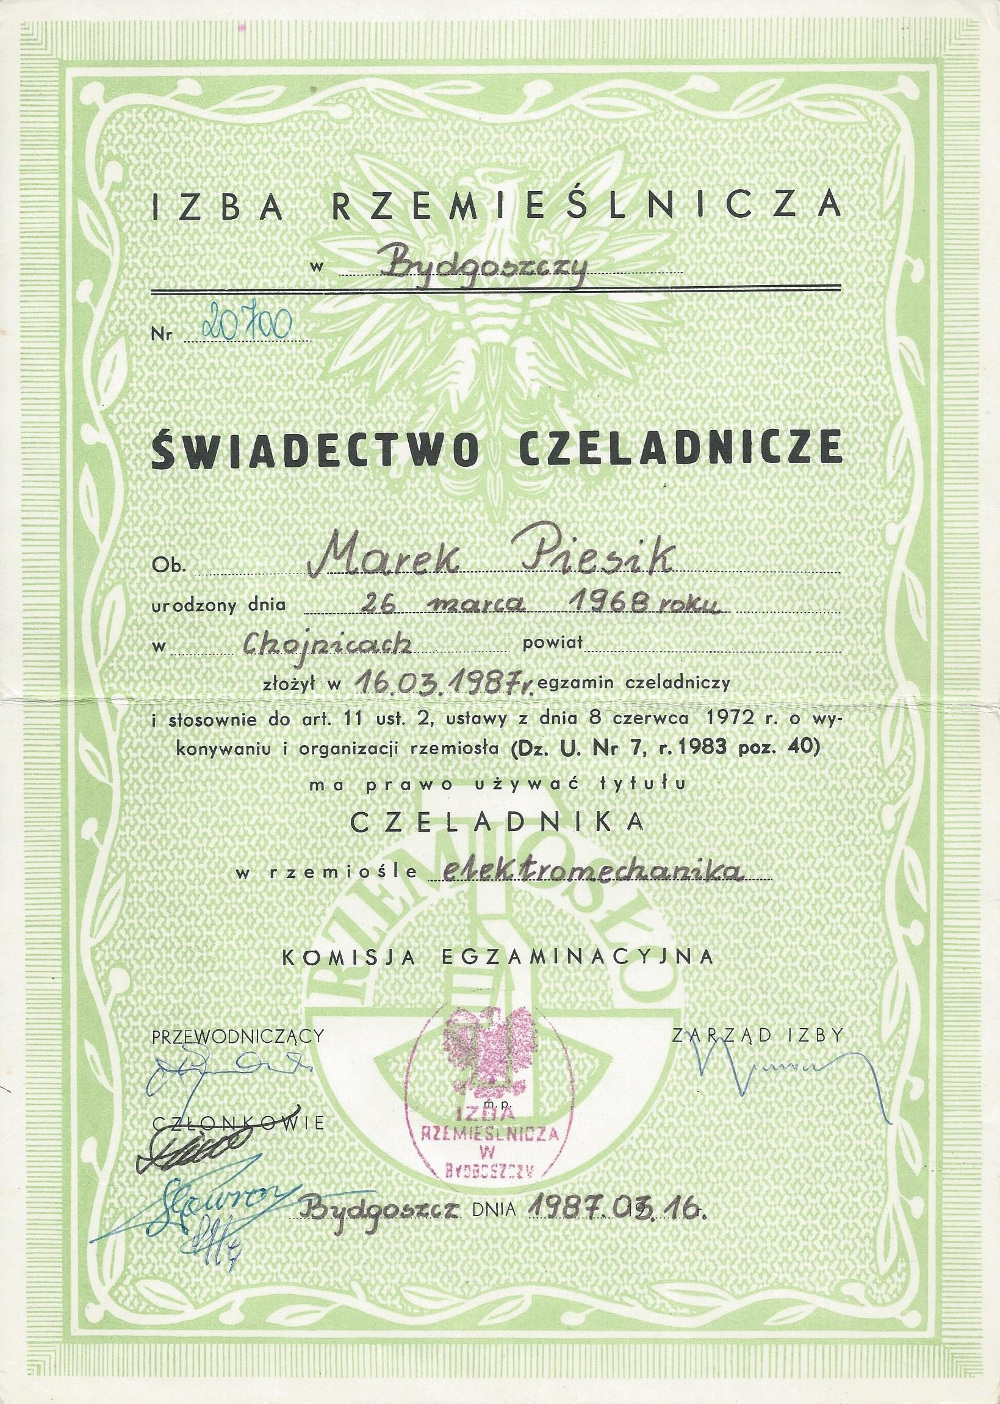 IZBA RZEMIEŚLNICZA
w Bydgoszczy
Nr 20700
ŚWIADECTWO CZELADNICZE
Ob. Marek Piesik
urodzony dnia 26 marca 1968 roku
w Chojnicach powiat
złożył w 16.03.1987r. egzamin czeladniczy
i stosownie do art. 11 ust. 2, ustawy z dnia 8 czerwca 1972 r. o wy-
konywaniu i organizacji rzemiosła (Dz. U. Nr 7, r. 1983 poz. 40)
ma prawo używać tytułu
CZELADNIKA
w rzemiośle elektromechanika
RZEMIOSŁO
KOMISJA EGZAMINACYJNA
PRZEWODNICZĄCY
ZARZĄD IZBY
m.p.
CZŁONKOWIE
IZBA
RZEMIEŚLNICZA
W
BYDGOSZCZY
Bydgoszcz DNIA 1987.03.16.